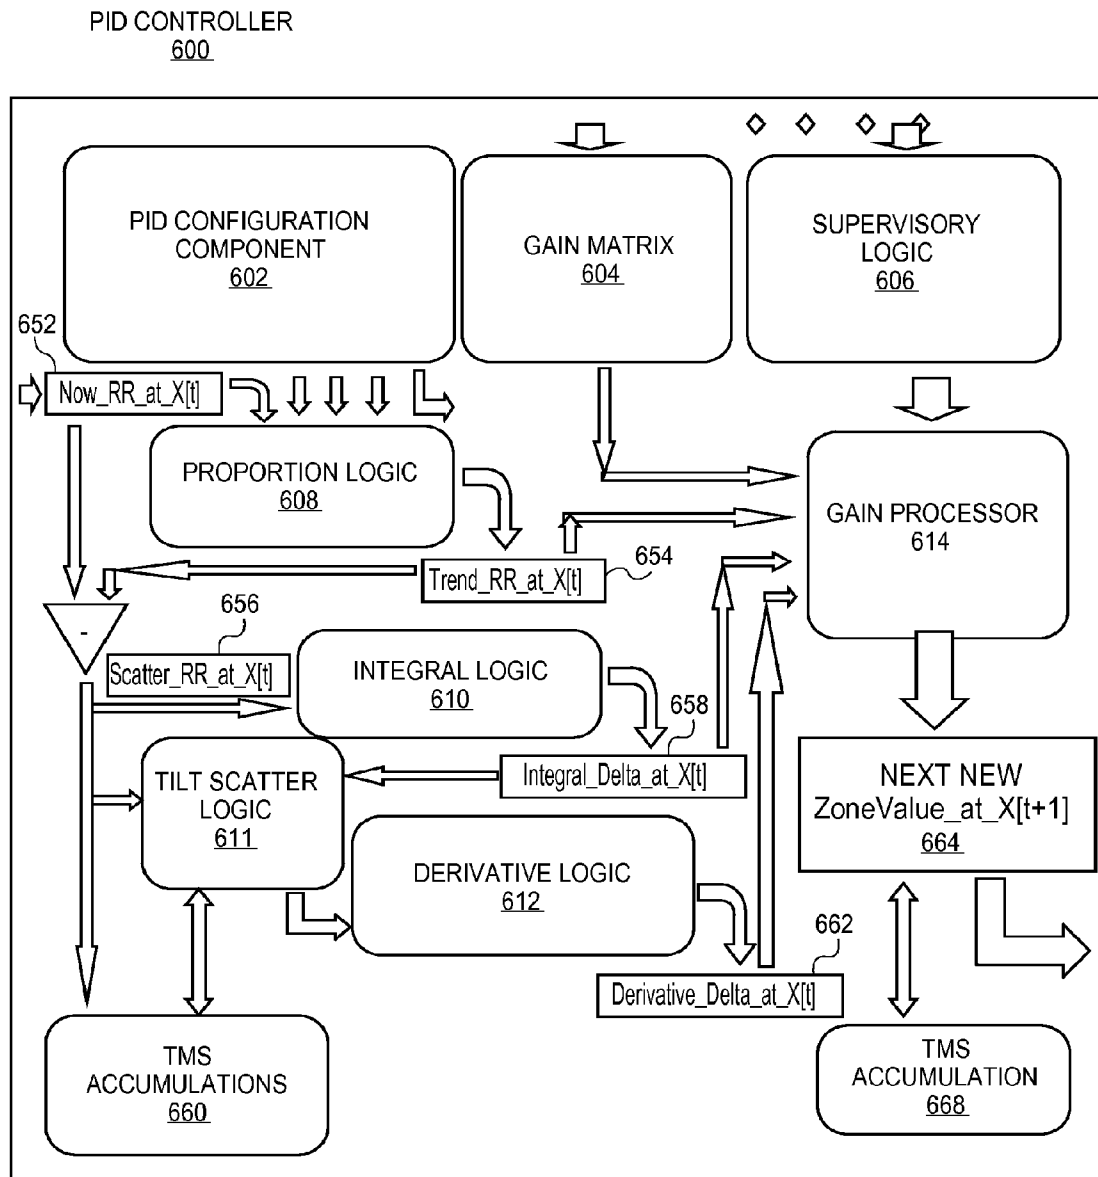 PID CONTROLLER
600
PID CONFIGURATION
COMPONENT
602
GAIN MATRIX
604
SUPERVISORY
LOGIC
606
652
Now_RR_at_X[t]
PROPORTION LOGIC
608
GAIN PROCESSOR
614
654
Trend_RR_at_X[t]
-
656
Scatter_RR_at_X[t]
INTEGRAL LOGIC
610
658
Integral_Delta_at_X[t]
TILT SCATTER
LOGIC
611
NEXT NEW
ZoneValue_at_X[t+1]
664
DERIVATIVE LOGIC
612
662
Derivative_Delta_at_X[t]
TMS
ACCUMULATIONS
660
TMS
ACCUMULATION
668